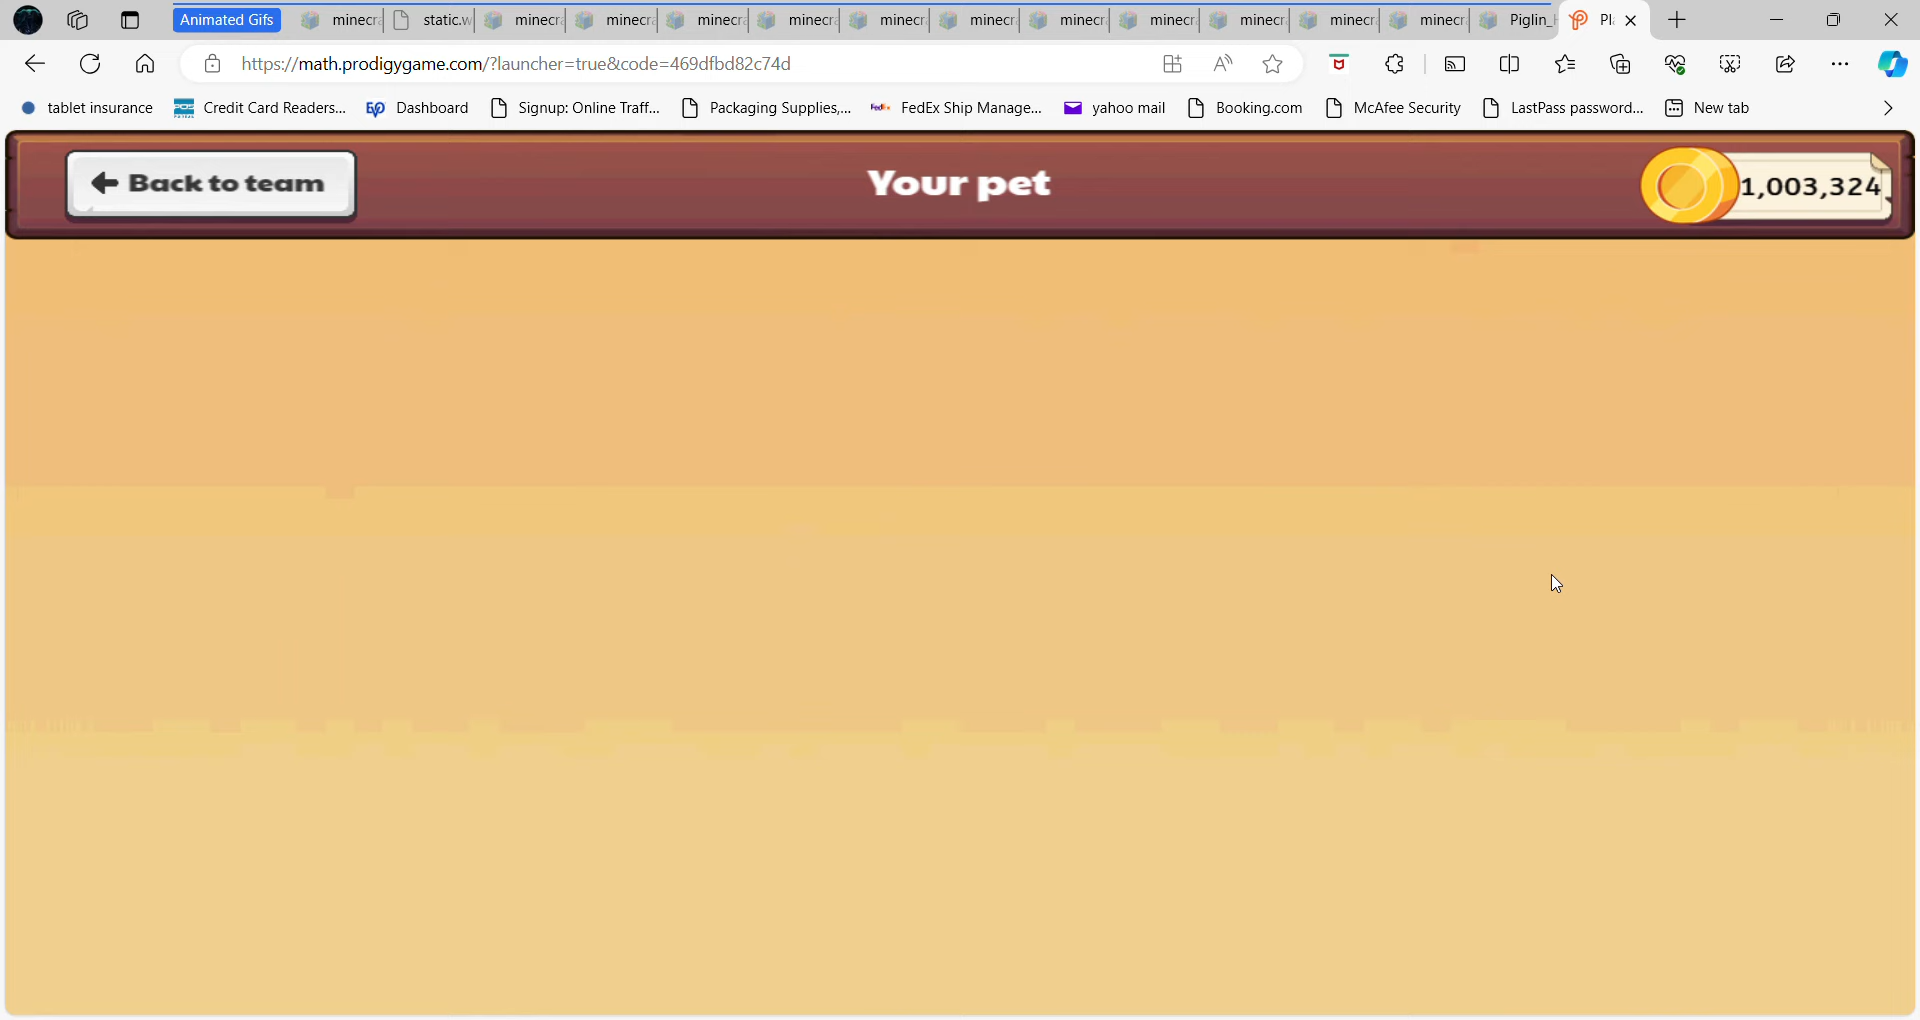 Animated Gifs minecr static.w minecr minecr minecr minecr minecr minecr minecr minecr minecr minecr minecr Piglin_ Pl
https://math.prodigygame.com/?launcher=true&code=469dfbd82c74d
tablet insurance Credit Card Readers... Dashboard Signup: Online Traff... Packaging Supplies,... FedEx Ship Manage... yahoo mail Booking.com McAfee Security LastPass password... New tab
Back to team Your pet 1,003,324